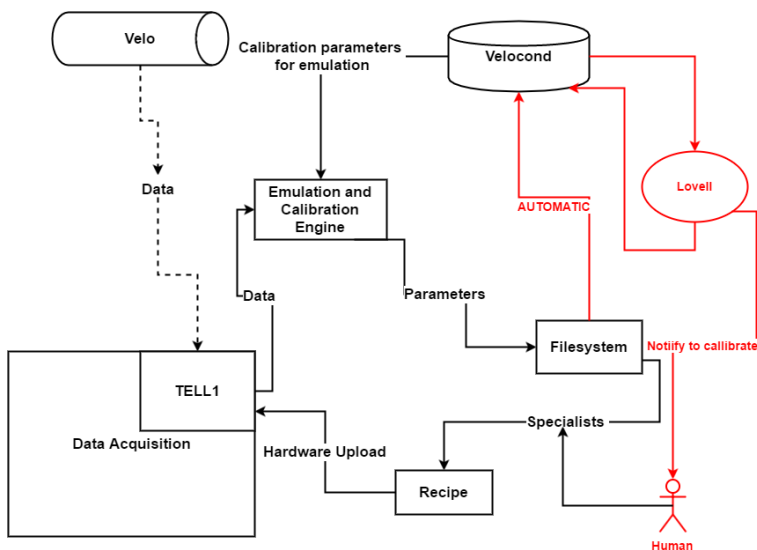 Velo
Calibration parameters
for emulation
Velocond
Data
Emulation and
Calibration
Engine
Lovell
AUTOMATIC
Data
Parameters
Filesystem
Notiify to callibrate
TELL1
Data Acquisition
Specialists
Hardware Upload
Recipe
Human